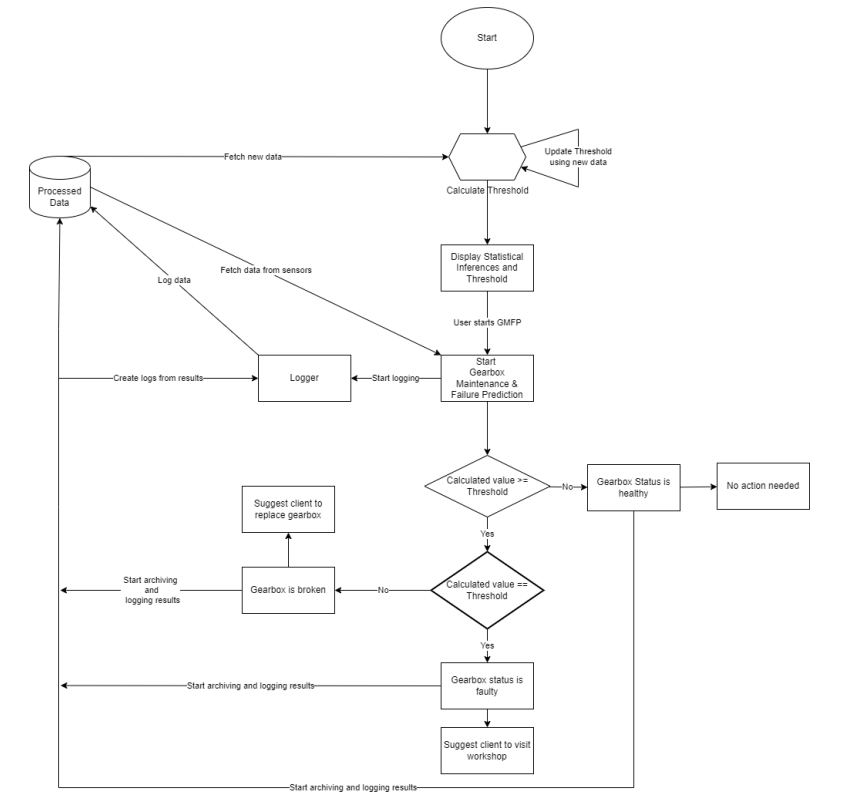 Start
Fetch new data
Update Threshold
using new data
Processed
Data
Calculate Threshold
Display Statistical
Inferences and
Threshold
Fetch data from sensors
Log data
User starts GMFP
Start
Gearbox
Maintenance &
Failure Prediction
Create logs from results
Logger
Start logging
Calculated value >=
Threshold
No
Gearbox Status is
healthy
No action needed
Suggest client to
replace gearbox
Yes
Start archiving
and
logging results
Gearbox is broken
No
Calculated value ==
Threshold
Yes
Start archiving and logging results
Gearbox status is
faulty
Suggest client to visit
workshop
Start archiving and logging results